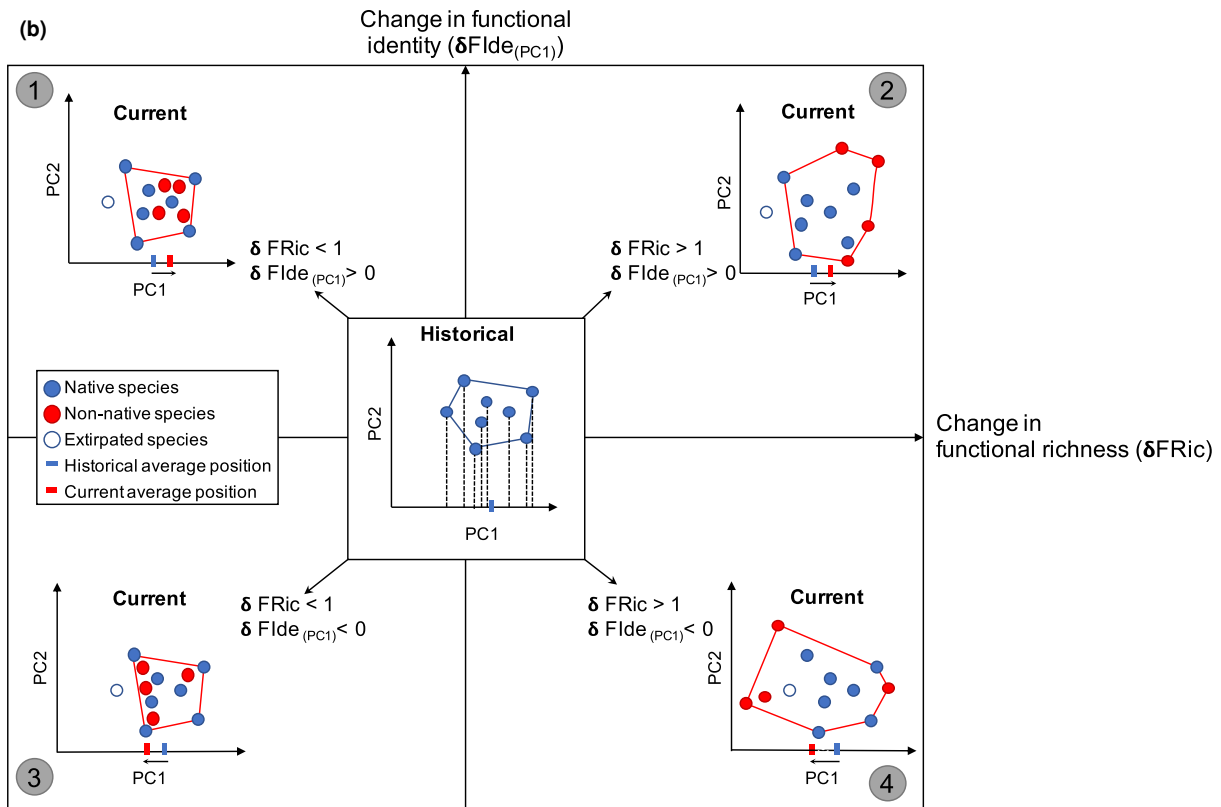 (b)
Change in functional
identity (δFIde(PC1))
1
Current
PC2
PC1
δ FRic < 1
δ FIde (PC1) > 0
2
Current
PC2
PC1
δ FRic > 1
δ FIde (PC1) > 0
Historical
PC2
PC1
Native species
Non-native species
Extirpated species
Historical average position
Current average position
Change in
functional richness (δFRic)
3
Current
PC2
PC1
δ FRic < 1
δ FIde (PC1) < 0
4
Current
PC2
PC1
δ FRic > 1
δ FIde (PC1) < 0